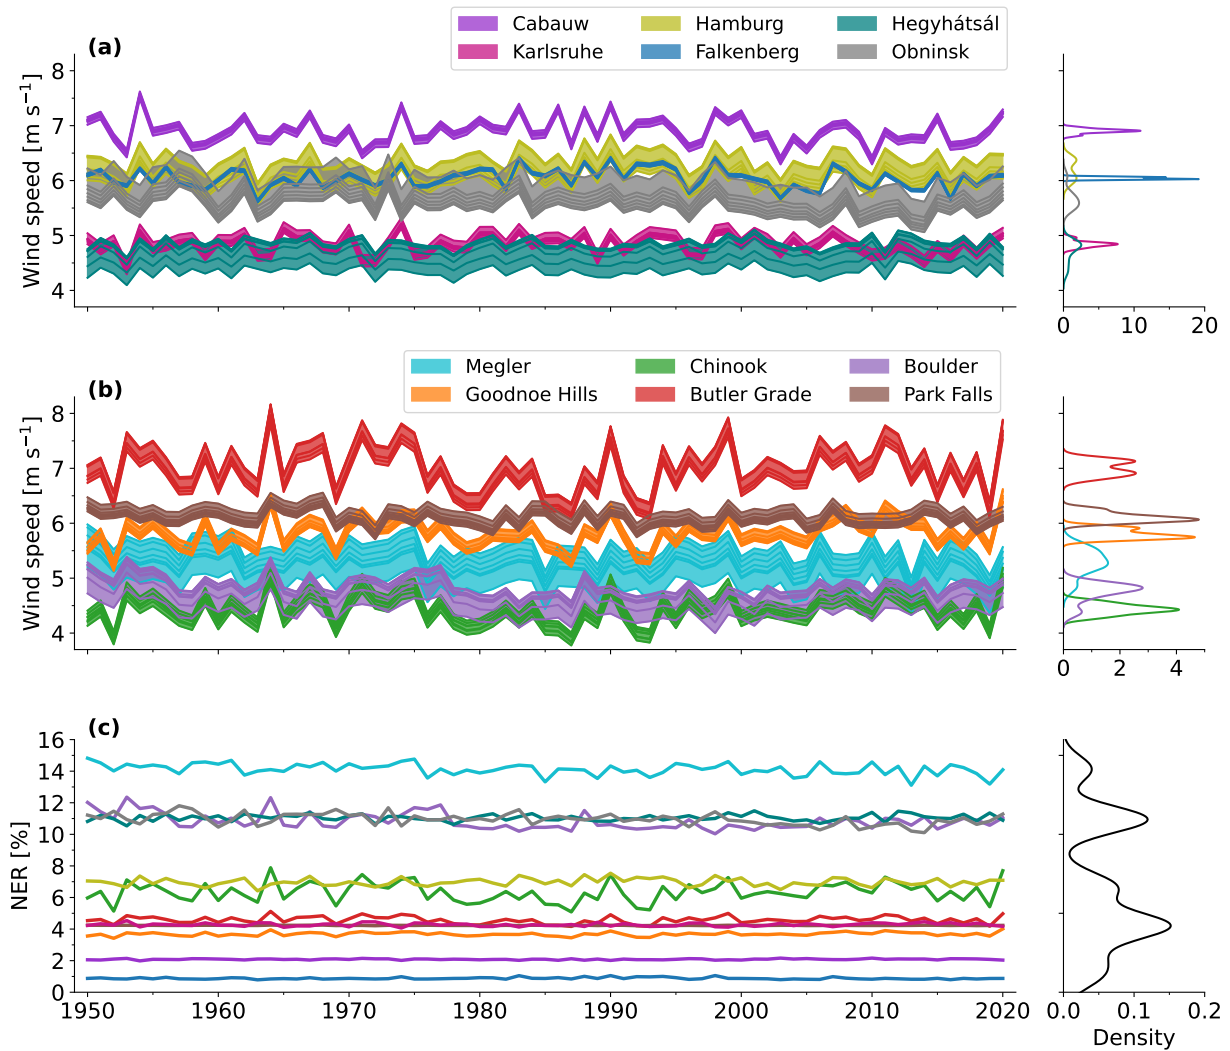 Cabauw Hamburg Hegyhátsál
Karlsruhe Falkenberg Obninsk
(a)
Wind speed [m s⁻¹]
8
7
6
5
4
0 10 20
Megler Chinook Boulder
Goodnoe Hills Butler Grade Park Falls
(b)
Wind speed [m s⁻¹]
8
7
6
5
4
0 2 4
(c)
NER [%]
16
14
12
10
8
6
4
2
0
1950 1960 1970 1980 1990 2000 2010 2020
0.0 0.1 0.2
Density